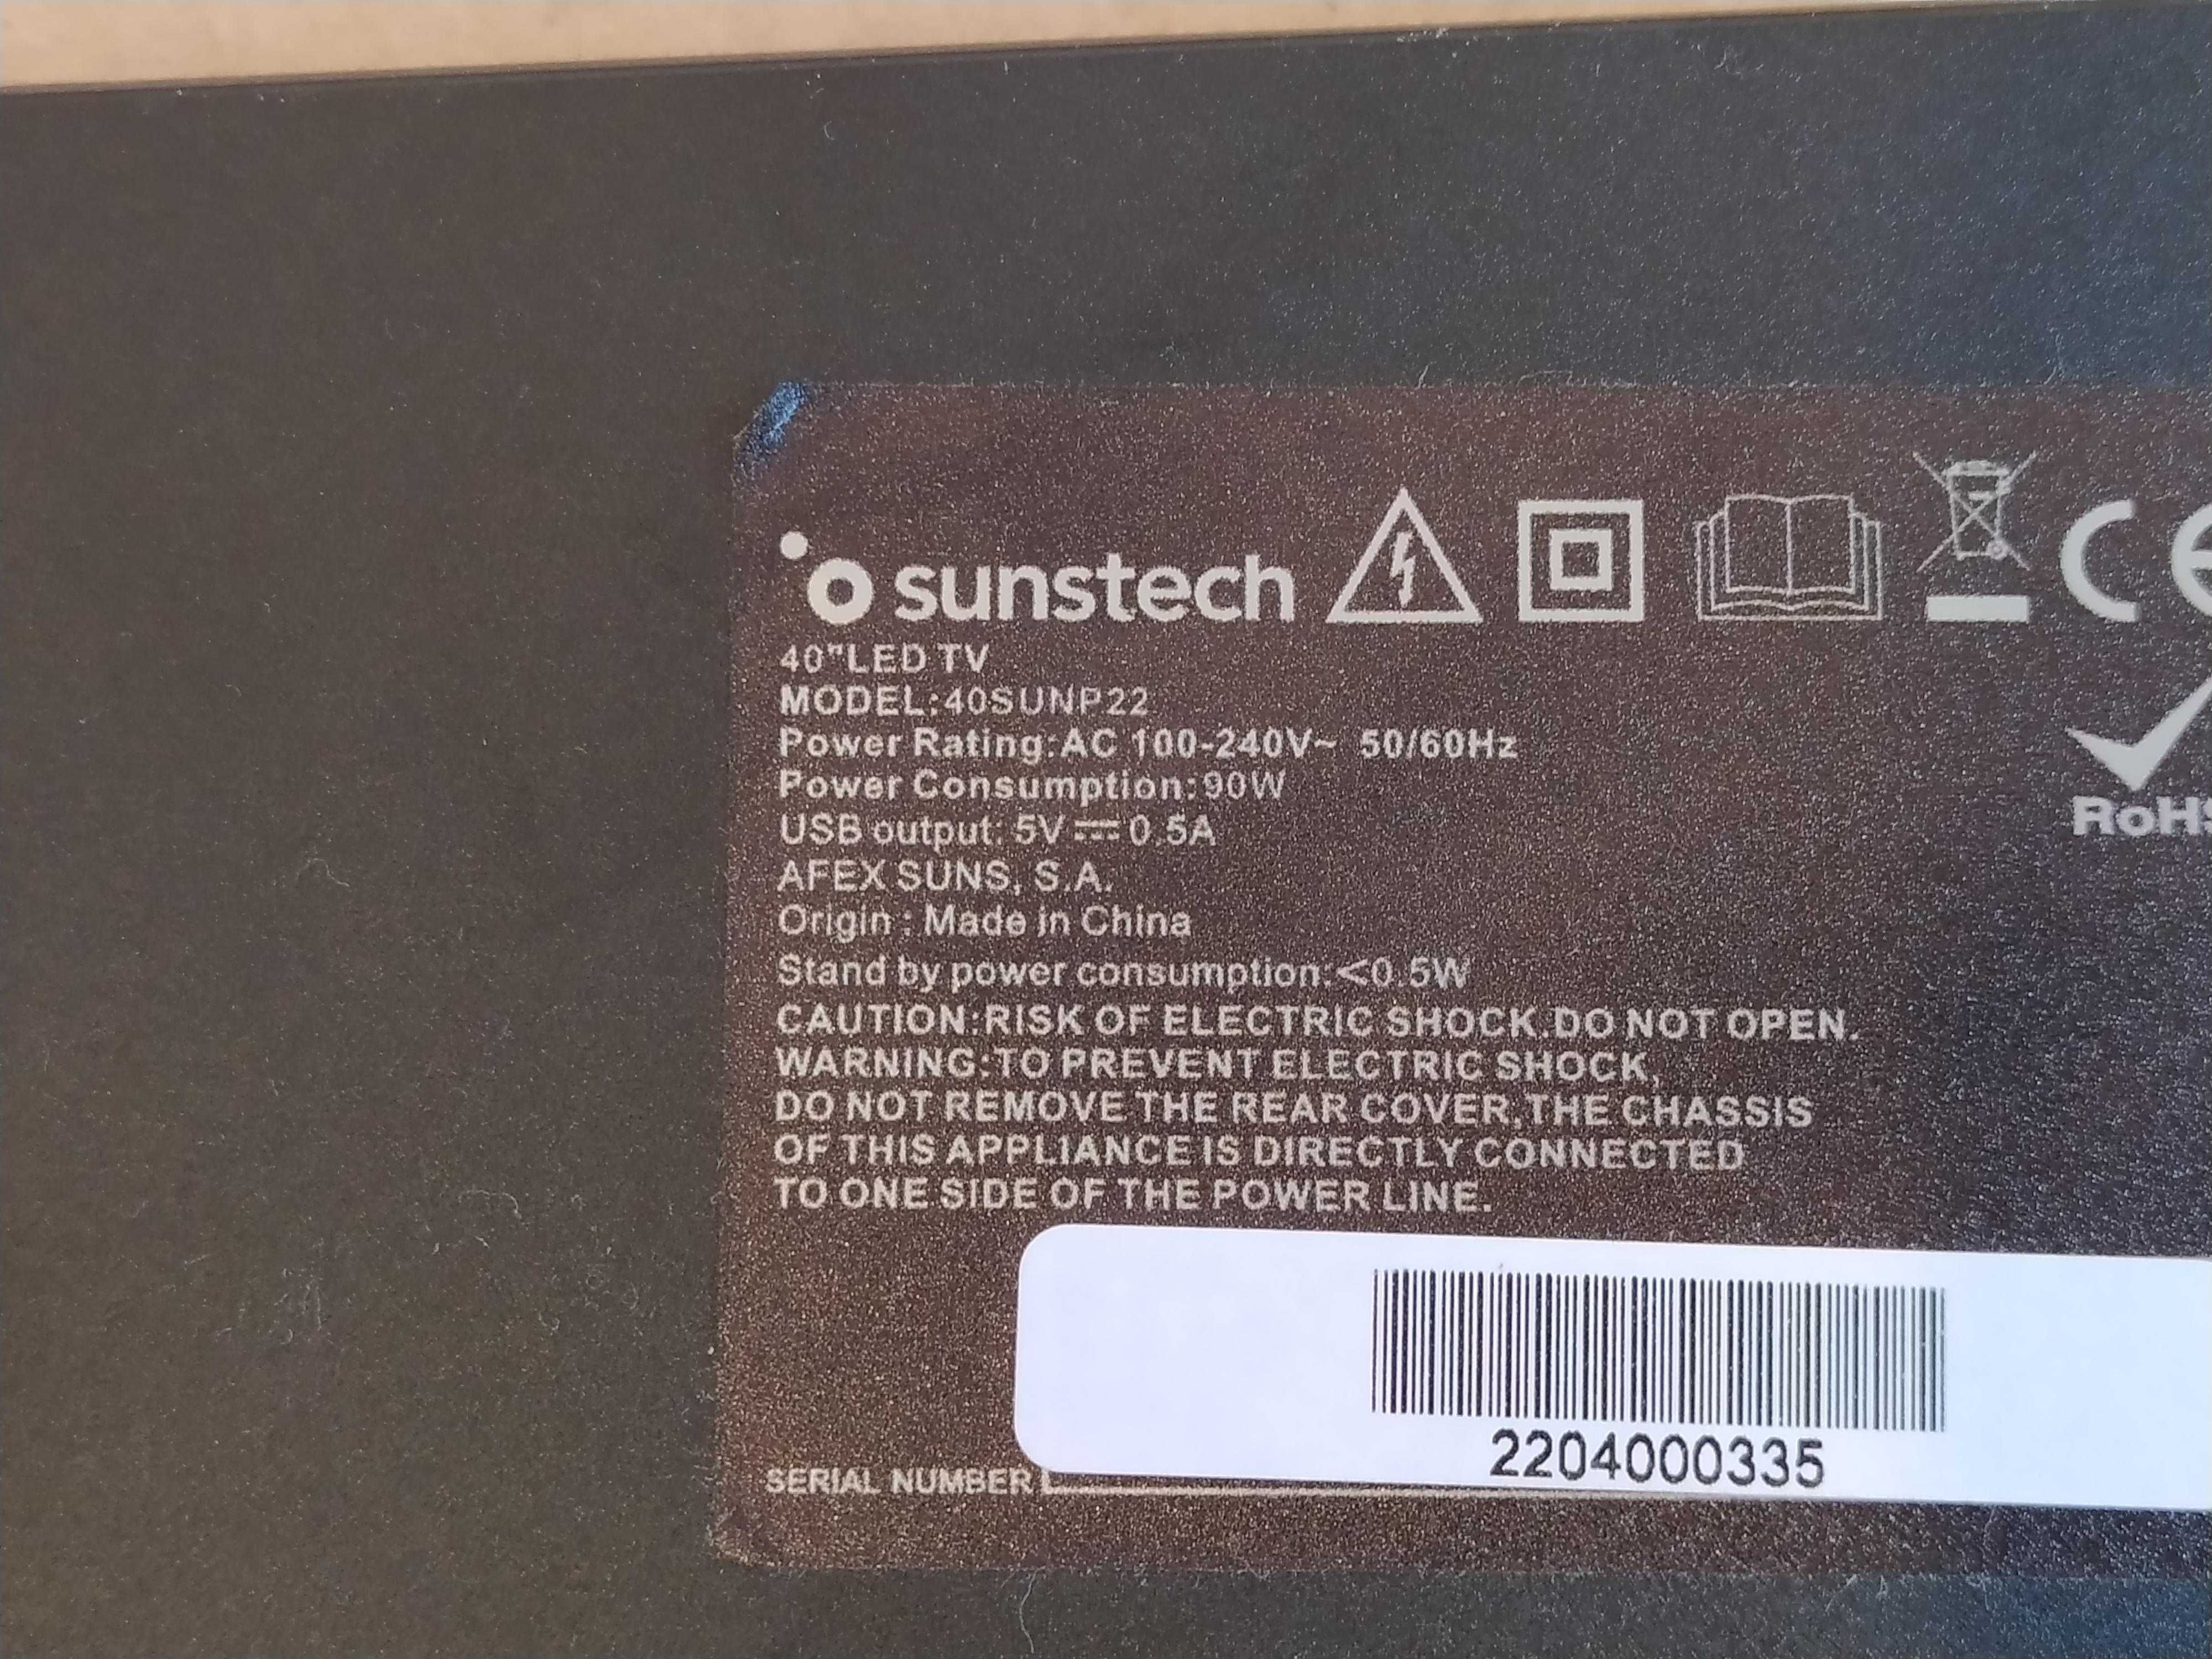 sunstech
40"LED TV
MODEL:40SUNP22
Power Rating:AC 100-240V~ 50/60Hz
Power Consumption:90W
USB output: 5V⎓0.5A
AFEX SUNS, S.A.
Origin : Made in China
Stand by power consumption:<0.5W
CAUTION:RISK OF ELECTRIC SHOCK.DO NOT OPEN.
WARNING:TO PREVENT ELECTRIC SHOCK,
DO NOT REMOVE THE REAR COVER,THE CHASSIS
OF THIS APPLIANCE IS DIRECTLY CONNECTED
TO ONE SIDE OF THE POWER LINE.
CE
RoHS
2204000335
SERIAL NUMBER